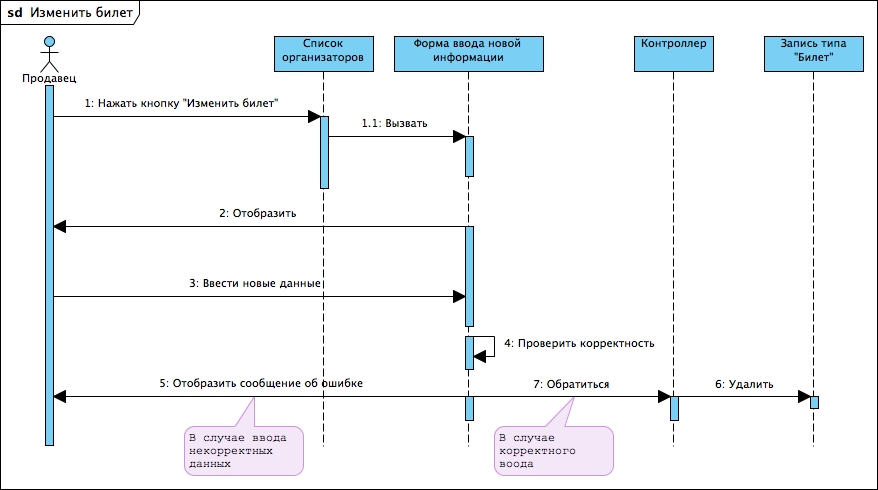 sd Изменить билет
Продавец
Список
организаторов
Форма ввода новой
информации
Контроллер
Запись типа
"Билет"
1: Нажать кнопку "Изменить билет"
1.1: Вызвать
2: Отобразить
3: Ввести новые данные
4: Проверить корректность
5: Отобразить сообщение об ошибке
7: Обратиться
6: Удалить
В случае ввода
некорректных
данных
В случае
корректного
воода